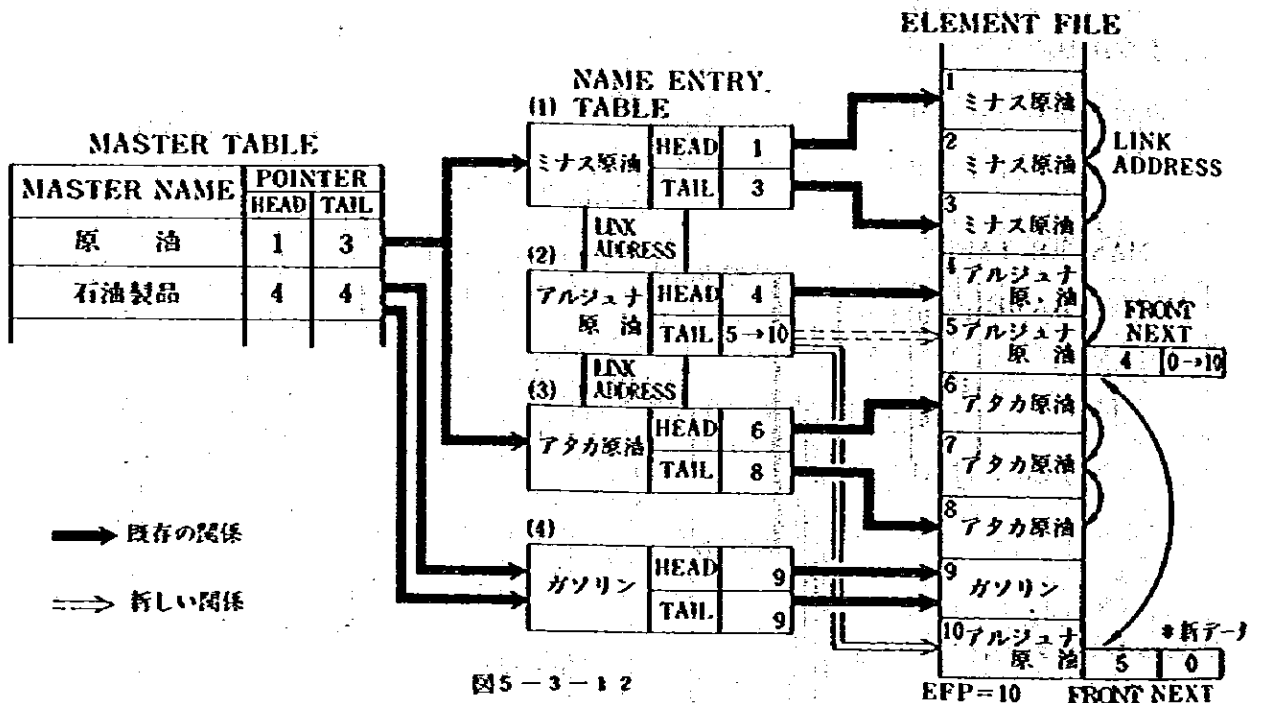 ELEMENT FILE
NAME ENTRY
(1) TABLE
MASTER TABLE
MASTER NAME
POINTER
HEAD TAIL
原 油 1 3
石油製品 4 4
ミナス原油
HEAD 1
TAIL 3
LINK
ADDRESS
(2)
アルジュナ
原 油
HEAD 4
TAIL 5→10
LINK
ADDRESS
(3)
アタカ原油
HEAD 6
TAIL 8
(4)
ガソリン
HEAD 9
TAIL 9
1 ミナス原油
2 ミナス原油
3 ミナス原油
LINK
ADDRESS
4 アルジュナ
原 油
5 アルジュナ
原 油
FRONT
NEXT
4 0→10
6 アタカ原油
7 アタカ原油
8 アタカ原油
9 ガソリン
10 アルジュナ
原 油
*新データ
5 0
EFP=10 FRONT NEXT
既存の関係
新しい関係
図5-3-12